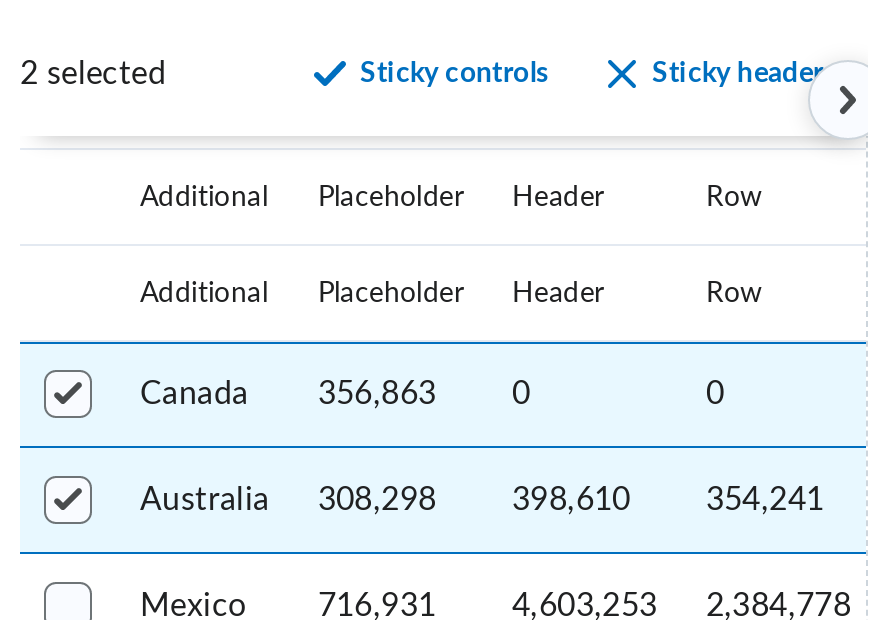 2 selected Sticky controls Sticky header
Additional Placeholder Header Row
Additional Placeholder Header Row
Canada 356,863 0 0
Australia 308,298 398,610 354,241
Mexico 716,931 4,603,253 2,384,778